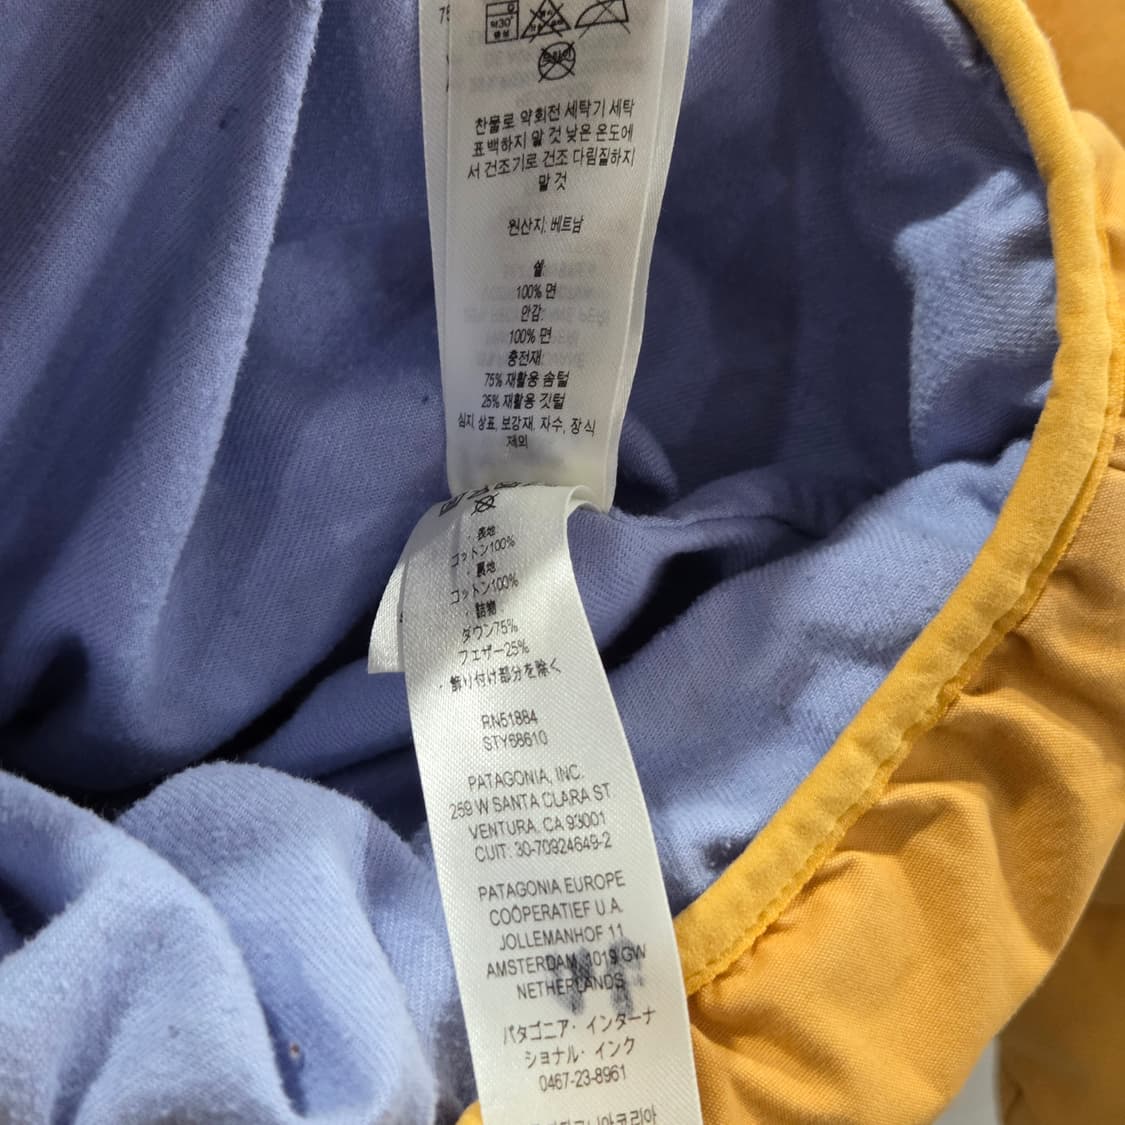 약30°
찬물로 약회전 세탁기 세탁
표백하지 말 것 낮은 온도에
서 건조기로 건조 다림질하지
말 것
원산지: 베트남
쉘:
100% 면
안감:
100% 면
충전재:
75% 재활용 솜털
25% 재활용 깃털
심지, 상표, 보강재, 자수, 장식
제외
・表地
コットン100%
・裏地
コットン100%
・詰物
ダウン75%
フェザー25%
・飾り付け部分を除く
RN51884
STY68610
PATAGONIA, INC.
259 W SANTA CLARA ST
VENTURA, CA 93001
CUIT: 30-70924649-2
PATAGONIA EUROPE
COÖPERATIEF U.A.
JOLLEMANHOF 11
AMSTERDAM, 1019 GW
NETHERLANDS
パタゴニア・インターナ
ショナル・インク
0467-23-8961